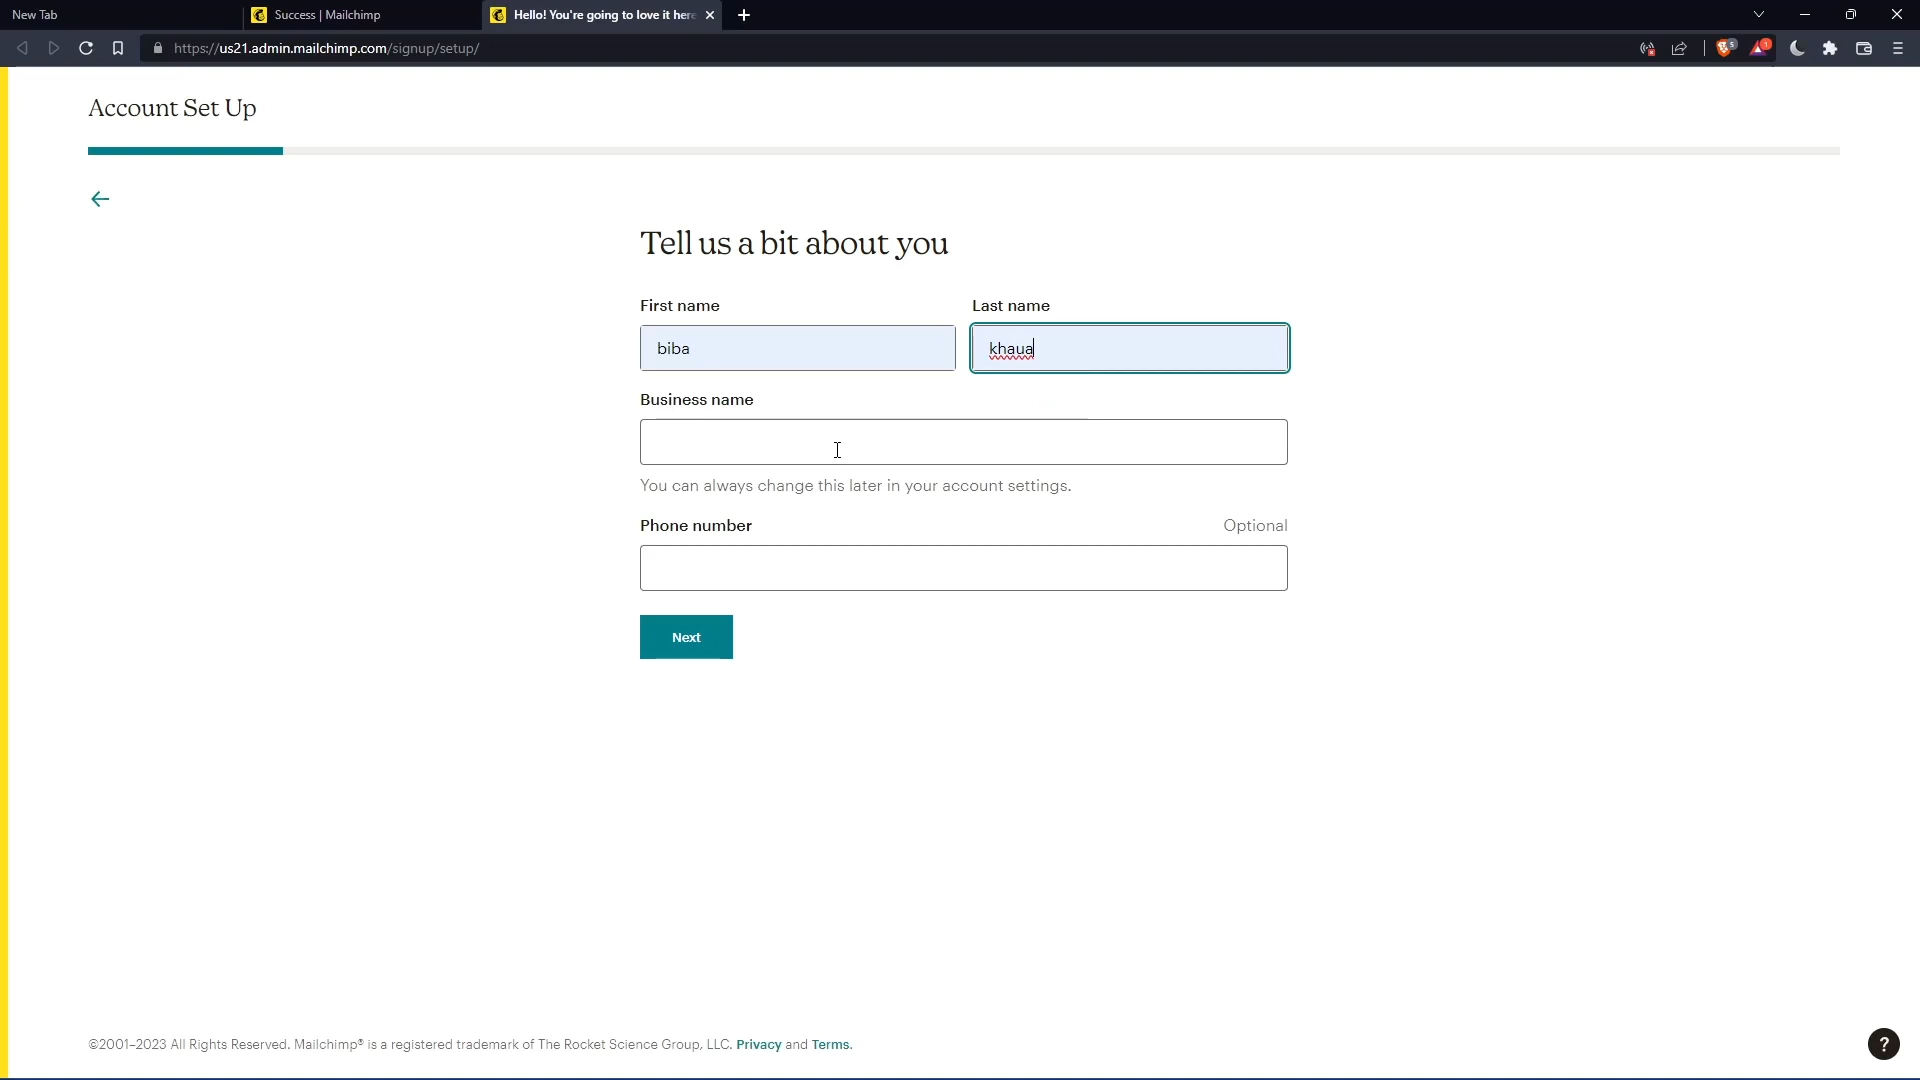 New Tab
Success | Mailchimp
Hello! You're going to love it here
https://us21.admin.mailchimp.com/signup/setup/
5
1
Account Set Up
Tell us a bit about you
First name
Last name
biba
khaua
Business name
You can always change this later in your account settings.
Phone number
Optional
Next
©2001–2023 All Rights Reserved. Mailchimp® is a registered trademark of The Rocket Science Group, LLC. Privacy and Terms.
?